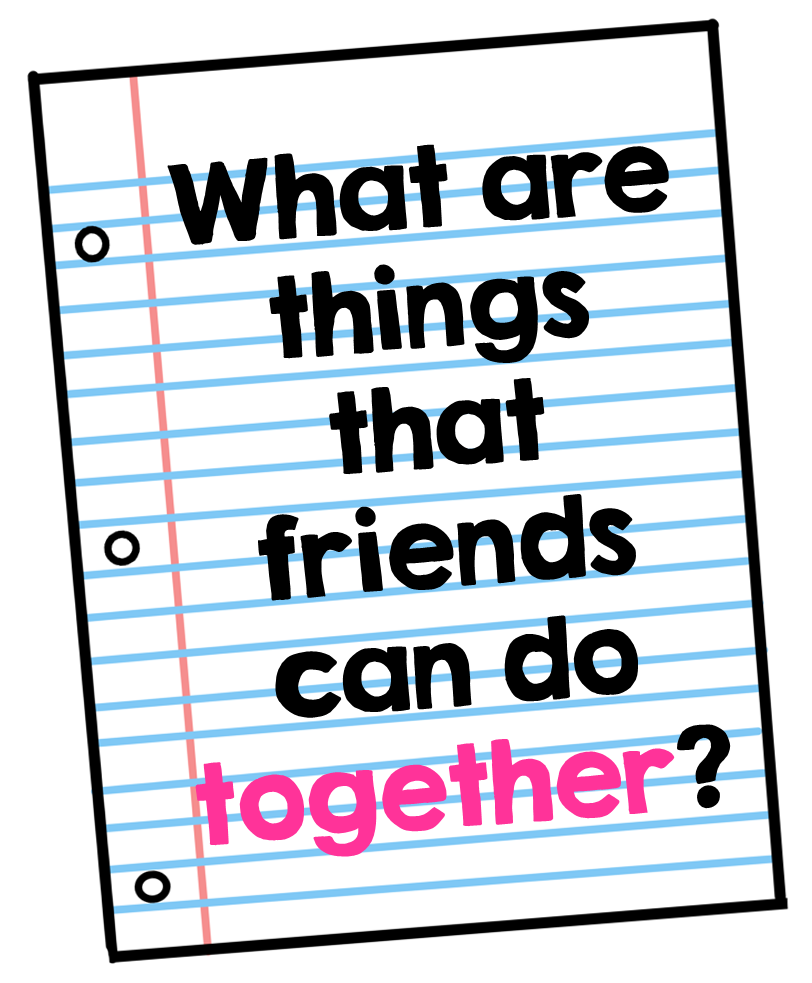 What are
things
that
friends
can do
together?